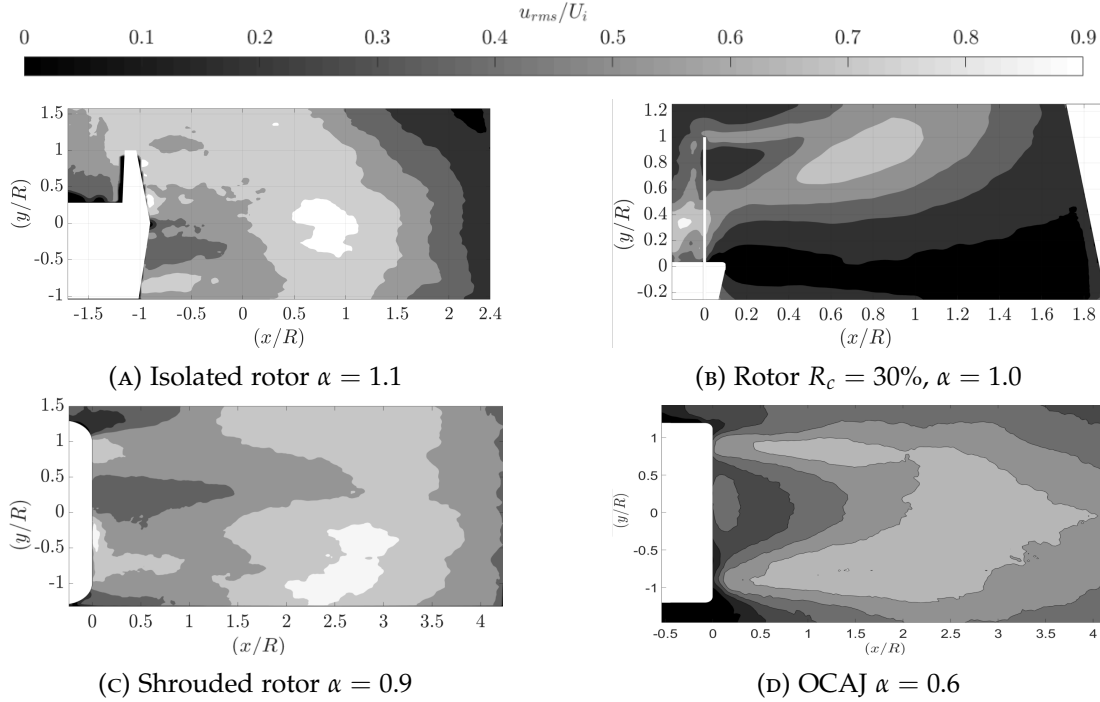 u_{rms}/U_i
0 0.1 0.2 0.3 0.4 0.5 0.6 0.7 0.8 0.9
1.5
1
0.5
0
-0.5
-1
(y/R)
-1.5 -1 -0.5 0 0.5 1 1.5 2 2.4
(x/R)
(A) Isolated rotor α = 1.1
1.2
1
0.8
0.6
0.4
0.2
0
-0.2
(y/R)
0 0.2 0.4 0.6 0.8 1 1.2 1.4 1.6 1.8
(x/R)
(B) Rotor R_c = 30%, α = 1.0
1.5
1
0.5
0
-0.5
-1
(y/R)
0 0.5 1 1.5 2 2.5 3 3.5 4
(x/R)
(C) Shrouded rotor α = 0.9
1
0
-1
(y/R)
-0.5 0 0.5 1 1.5 2 2.5 3 3.5 4
(x/R)
(D) OCAJ α = 0.6